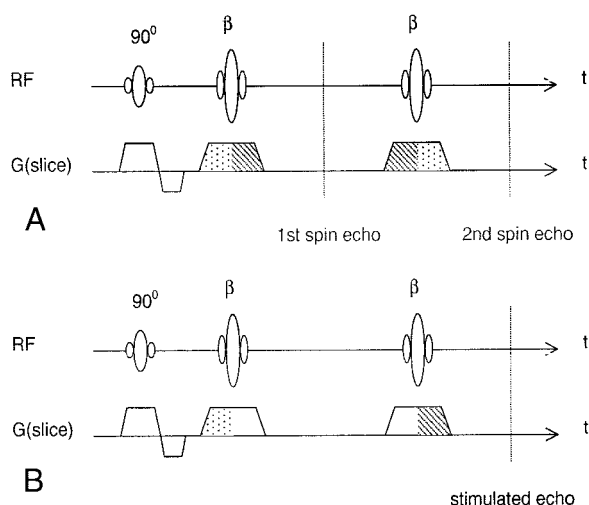 90⁰ β β
RF t
G(slice) t
A
1st spin echo 2nd spin echo
90⁰ β β
RF t
G(slice) t
B
stimulated echo